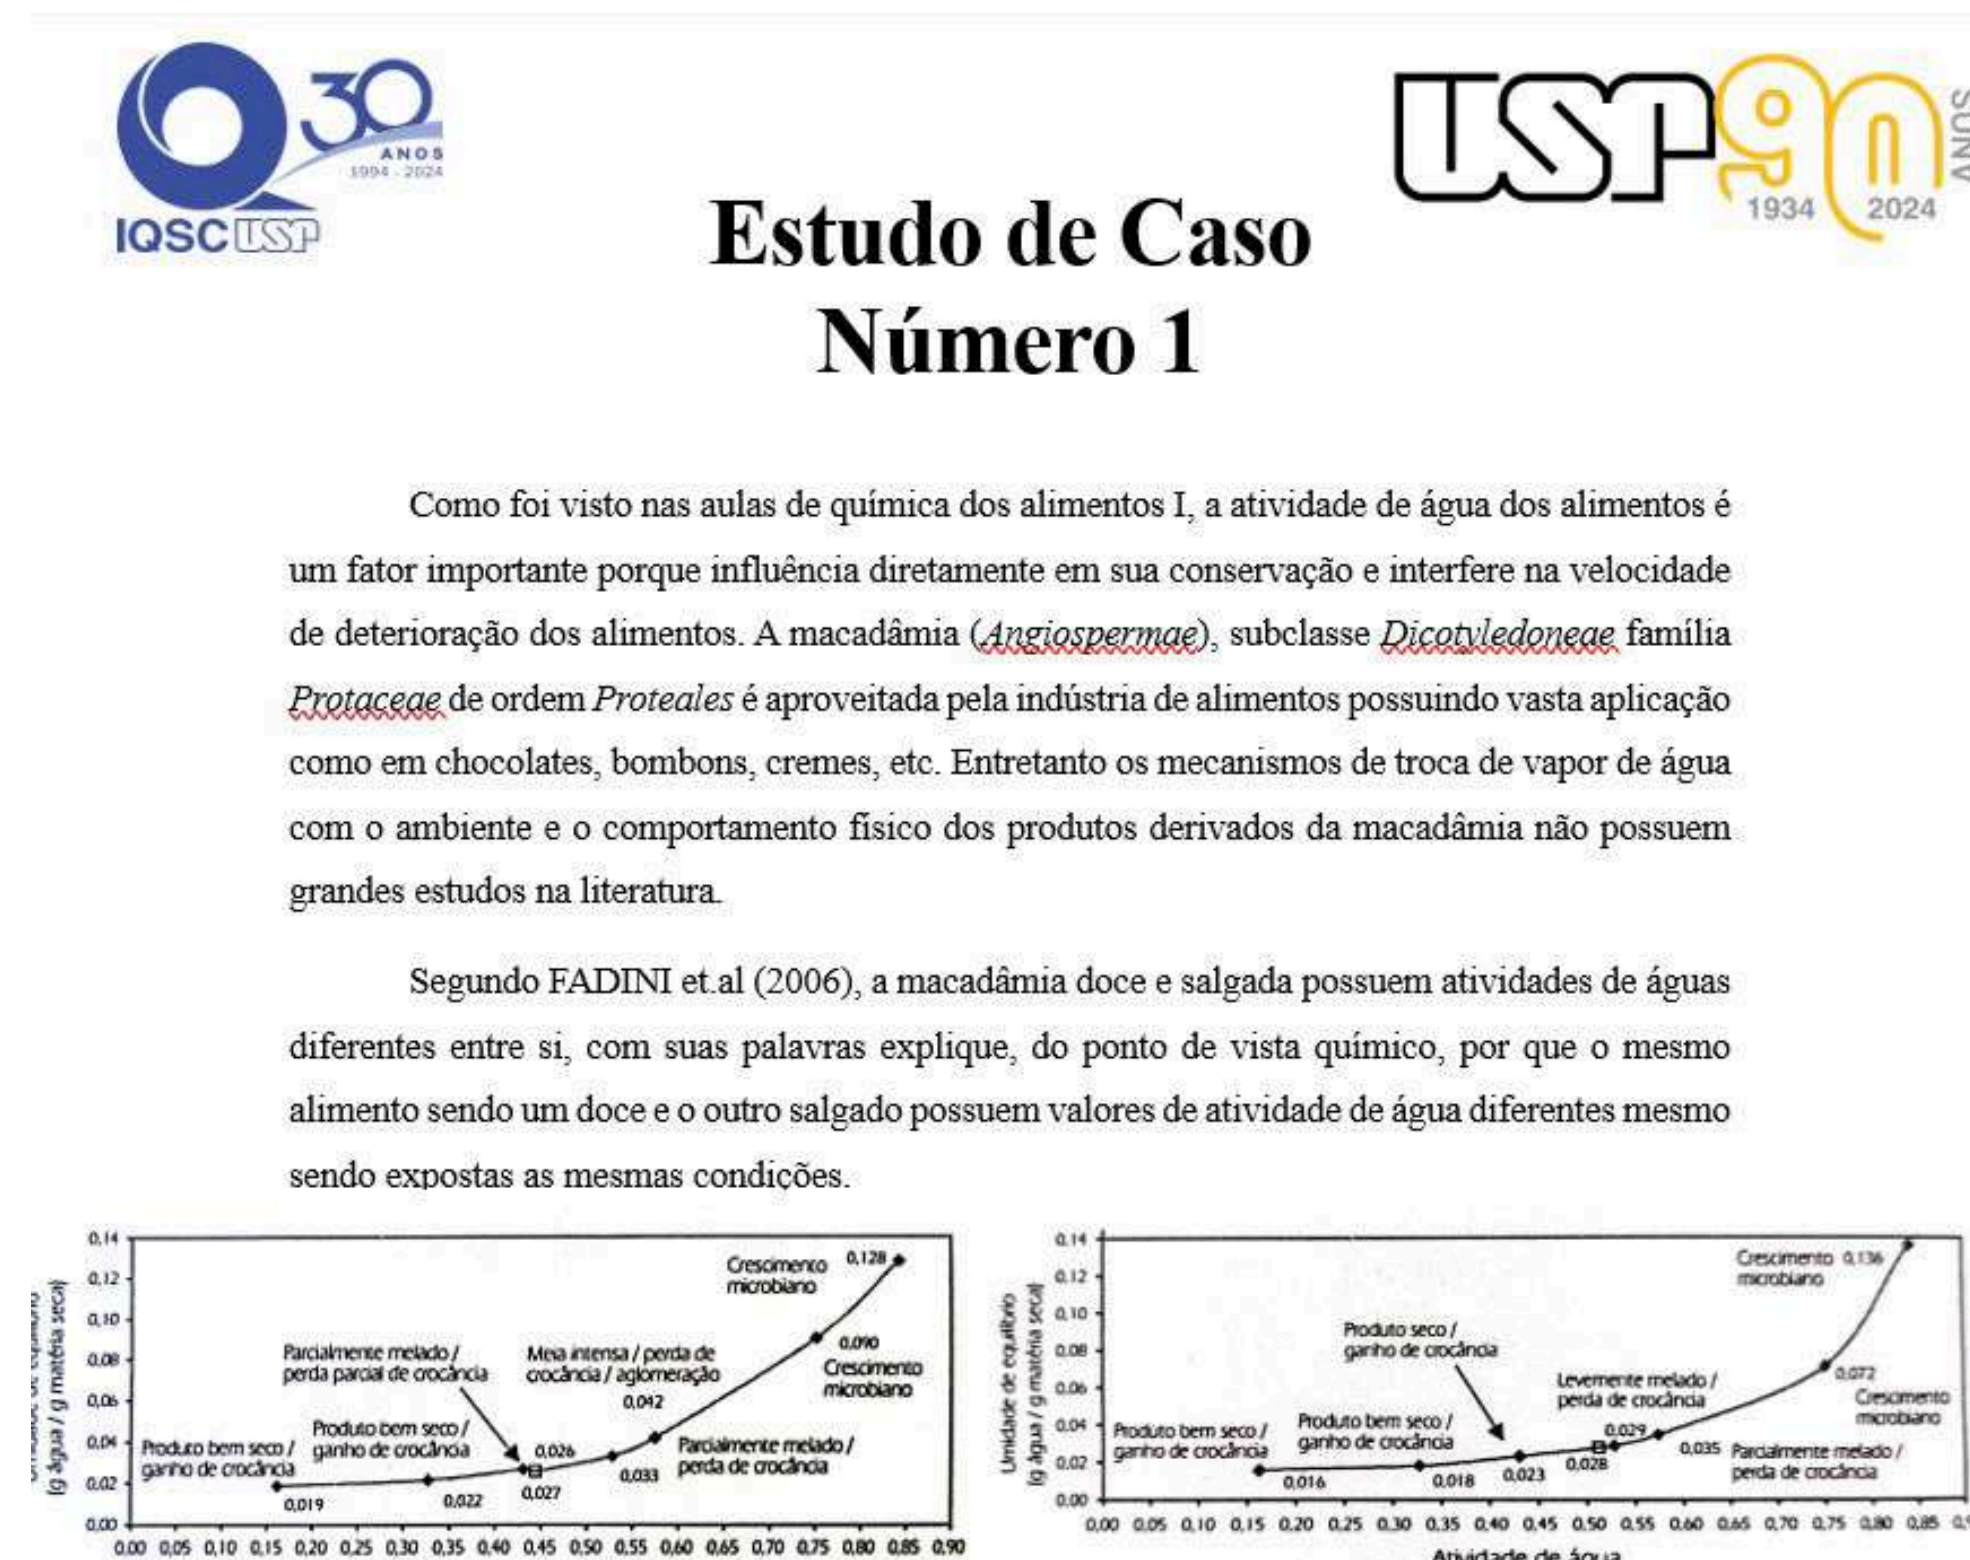 30
ANOS
1994 - 2024
IQSC USP
USP 90
ANOS
1934 2024
Estudo de Caso
Número 1
Como foi visto nas aulas de química dos alimentos I, a atividade de água dos alimentos é
um fator importante porque influência diretamente em sua conservação e interfere na velocidade
de deterioração dos alimentos. A macadâmia (Angiospermae), subclasse Dicotyledoneae família
Protaceae de ordem Proteales é aproveitada pela indústria de alimentos possuindo vasta aplicação
como em chocolates, bombons, cremes, etc. Entretanto os mecanismos de troca de vapor de água
com o ambiente e o comportamento físico dos produtos derivados da macadâmia não possuem
grandes estudos na literatura.
Segundo FADINI et.al (2006), a macadâmia doce e salgada possuem atividades de águas
diferentes entre si, com suas palavras explique, do ponto de vista químico, por que o mesmo
alimento sendo um doce e o outro salgado possuem valores de atividade de água diferentes mesmo
sendo expostas as mesmas condições.
(g água / g matéria seca)
0,14
0,12
0,10
0,08
0,06
0,04
0,02
0,00
Crescimento
microbiano
0,128
Parcialmente melado /
perda parcial de crocância
Meia intensa / perda de
crocância / aglomeração
0,042
0,090
Crescimento
microbiano
Produto bem seco /
ganho de crocância
Produto bem seco /
ganho de crocância
0,026
Parcialmente melado /
perda de crocância
0,019
0,022
0,027
0,033
0,00 0,05 0,10 0,15 0,20 0,25 0,30 0,35 0,40 0,45 0,50 0,55 0,60 0,65 0,70 0,75 0,80 0,85 0,90
Umidade de equilíbrio
(g água / g matéria seca)
0,14
0,12
0,10
0,08
0,06
0,04
0,02
0,00
Crescimento
microbiano
0,136
Produto seco /
ganho de crocância
Levemente melado /
perda de crocância
0,072
Crescimento
microbiano
Produto bem seco /
ganho de crocância
Produto bem seco /
ganho de crocância
0,029
0,035
Parcialmente melado /
perda de crocância
0,016
0,018
0,023
0,028
0,00 0,05 0,10 0,15 0,20 0,25 0,30 0,35 0,40 0,45 0,50 0,55 0,60 0,65 0,70 0,75 0,80 0,85
Atividade de água